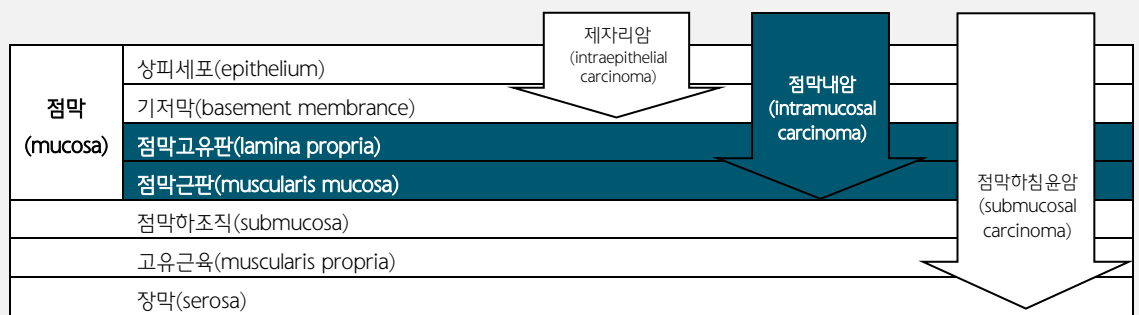 제자리암
(intraepithelial
carcinoma)
점막내암
(intramucosal
carcinoma)
점막하침윤암
(submucosal
carcinoma)
점막
(mucosa)
상피세포(epithelium)
기저막(basement membrance)
점막고유판(lamina propria)
점막근판(muscularis mucosa)
점막하조직(submucosa)
고유근육(muscularis propria)
장막(serosa)